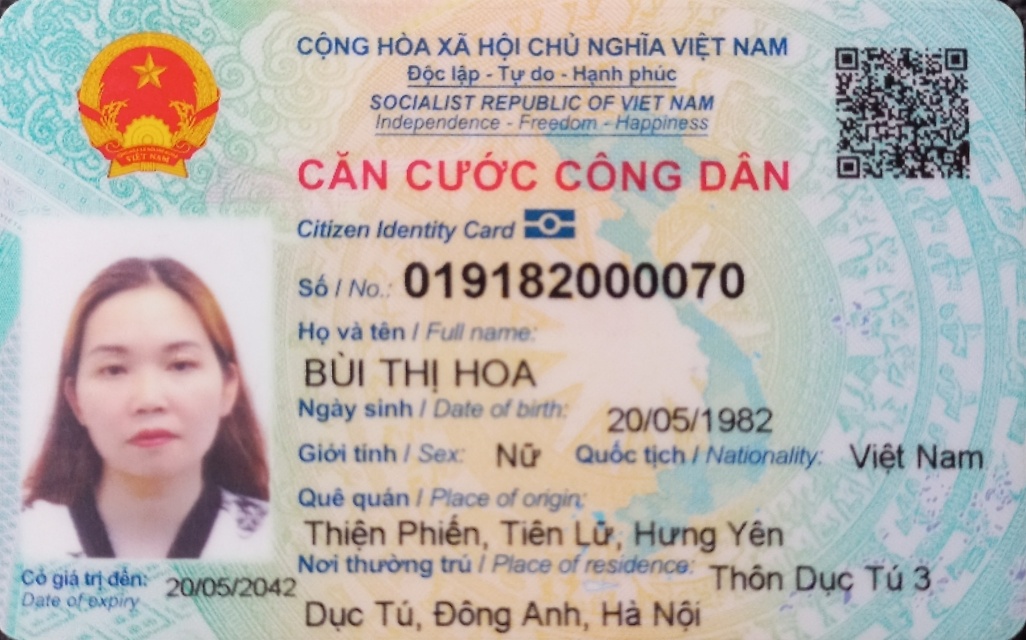 CỘNG HÒA XÃ HỘI CHỦ NGHĨA VIỆT NAM
Độc lập - Tự do - Hạnh phúc
SOCIALIST REPUBLIC OF VIET NAM
Independence - Freedom - Happiness
CĂN CƯỚC CÔNG DÂN
Citizen Identity Card
Số / No.: 019182000070
Họ và tên / Full name:
BÙI THỊ HOA
Ngày sinh / Date of birth: 20/05/1982
Giới tính / Sex: Nữ Quốc tịch / Nationality: Việt Nam
Quê quán / Place of origin:
Thiện Phiến, Tiên Lữ, Hưng Yên
Nơi thường trú / Place of residence: Thôn Dục Tú 3
Dục Tú, Đông Anh, Hà Nội
Có giá trị đến: 20/05/2042
Date of expiry
VIỆT NAM